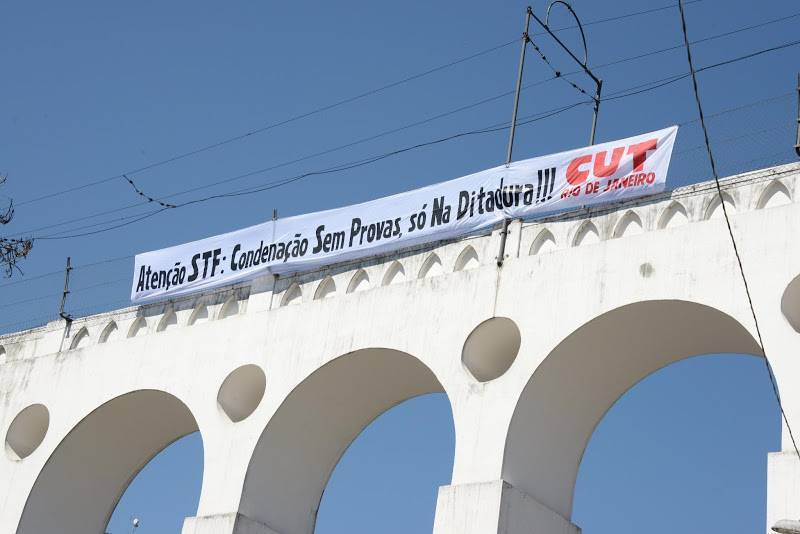 Atenção STF: Condenação Sem Provas, só Na Ditadura!!!
CUT
RIO DE JANEIRO